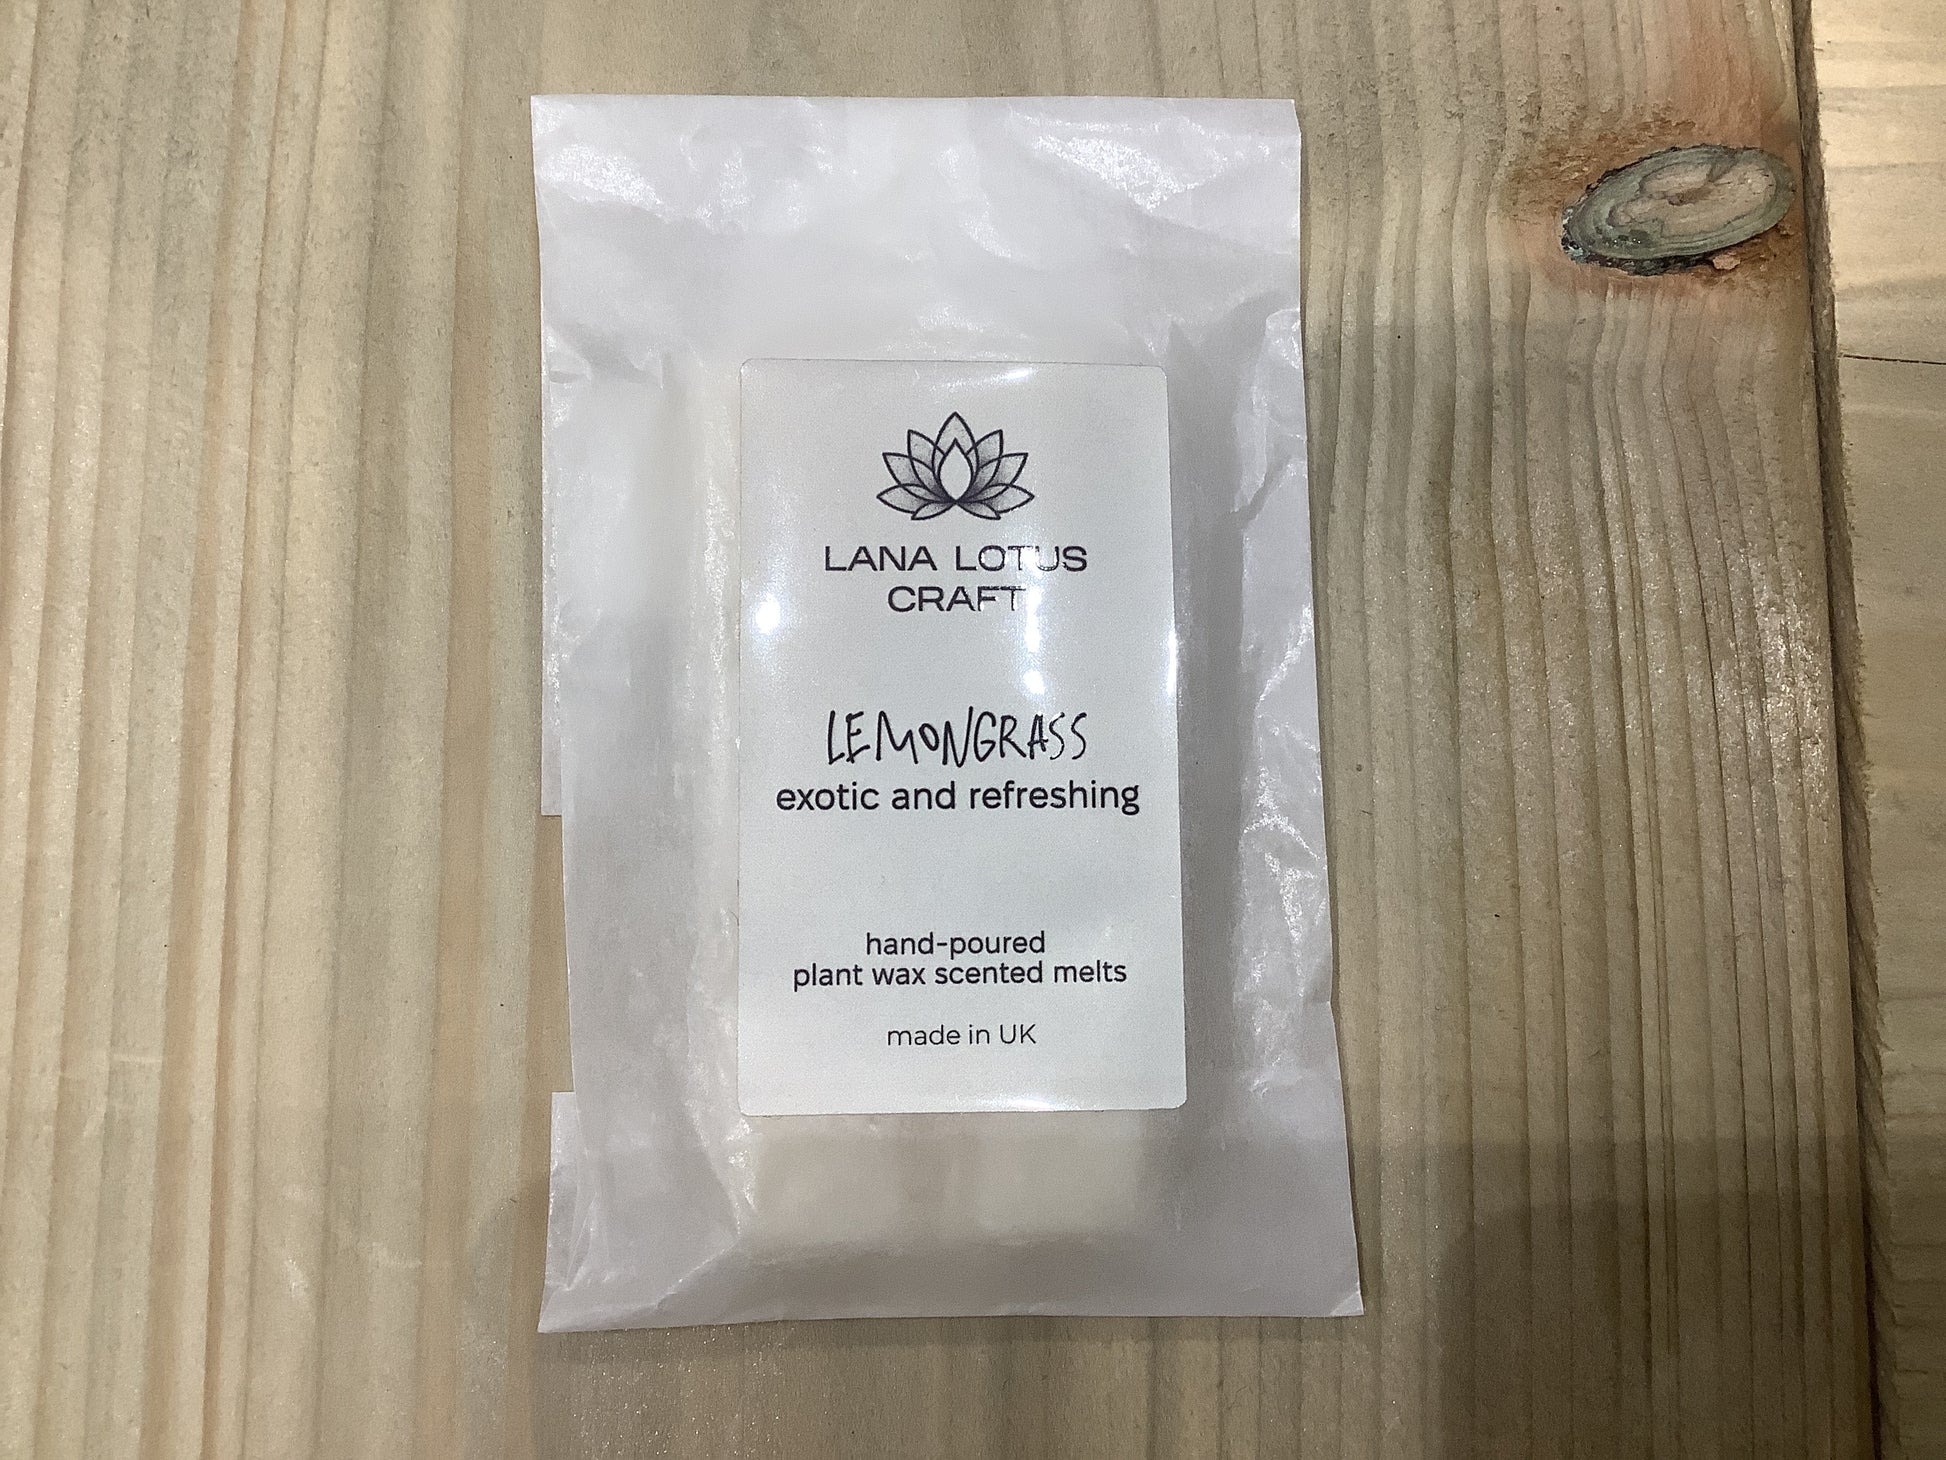 LANA LOTUS
CRAFT
LEMONGRASS
exotic and refreshing
hand-poured
plant wax scented melts
made in UK